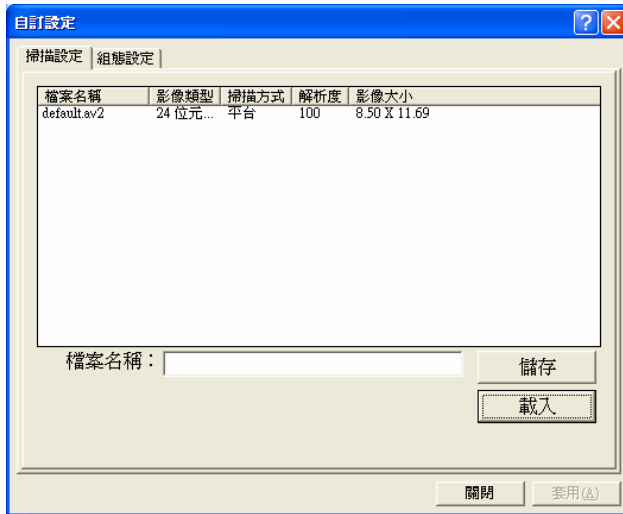 自訂設定
掃描設定 組態設定
檔案名稱 影像類型 掃描方式 解析度 影像大小
default.av2 24 位元... 平台 100 8.50 X 11.69
檔案名稱：
儲存
載入
關閉 套用(A)